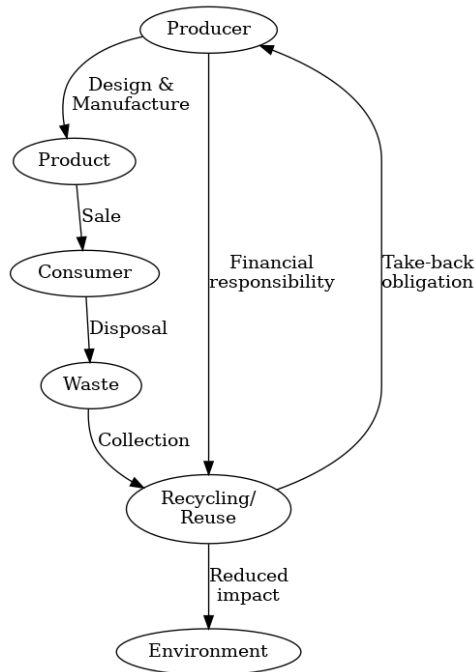 Producer
Design &
Manufacture
Product
Sale
Consumer
Financial
responsibility
Take-back
obligation
Disposal
Waste
Collection
Recycling/
Reuse
Reduced
impact
Environment